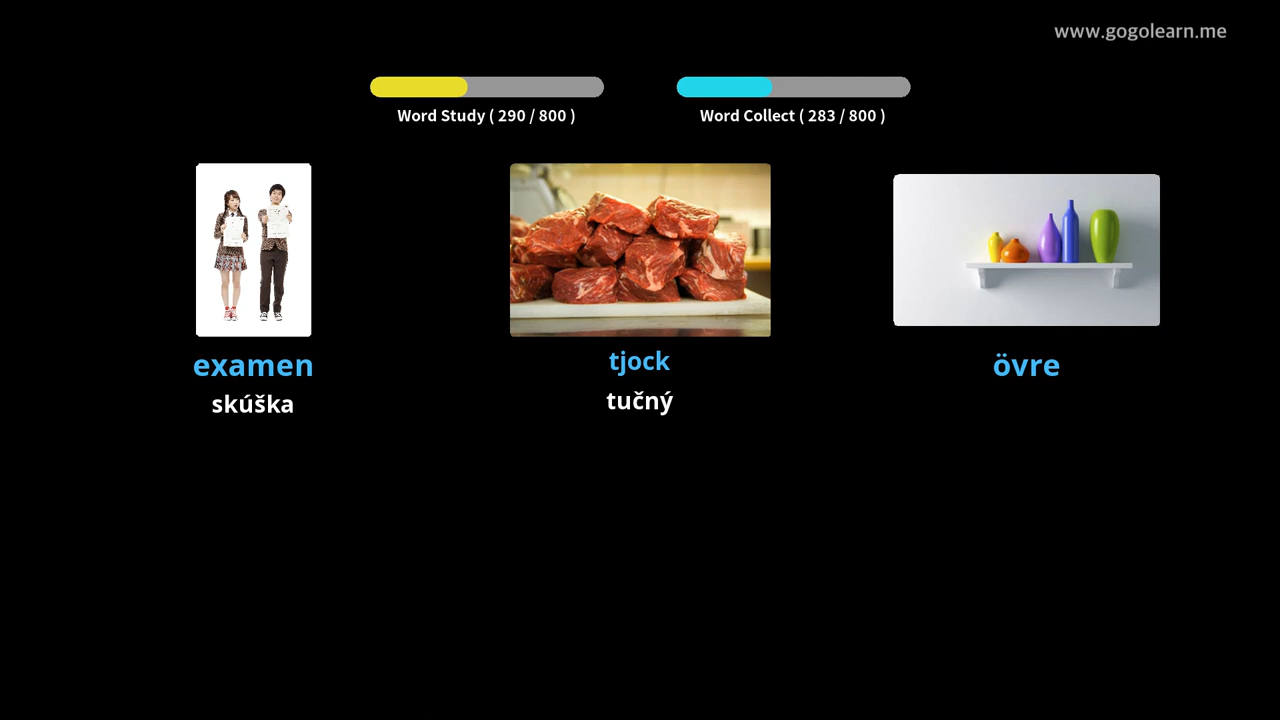 www.gogolearn.me
Word Study ( 290 / 800 )
Word Collect ( 283 / 800 )
examen
skúška
tjock
tučný
övre